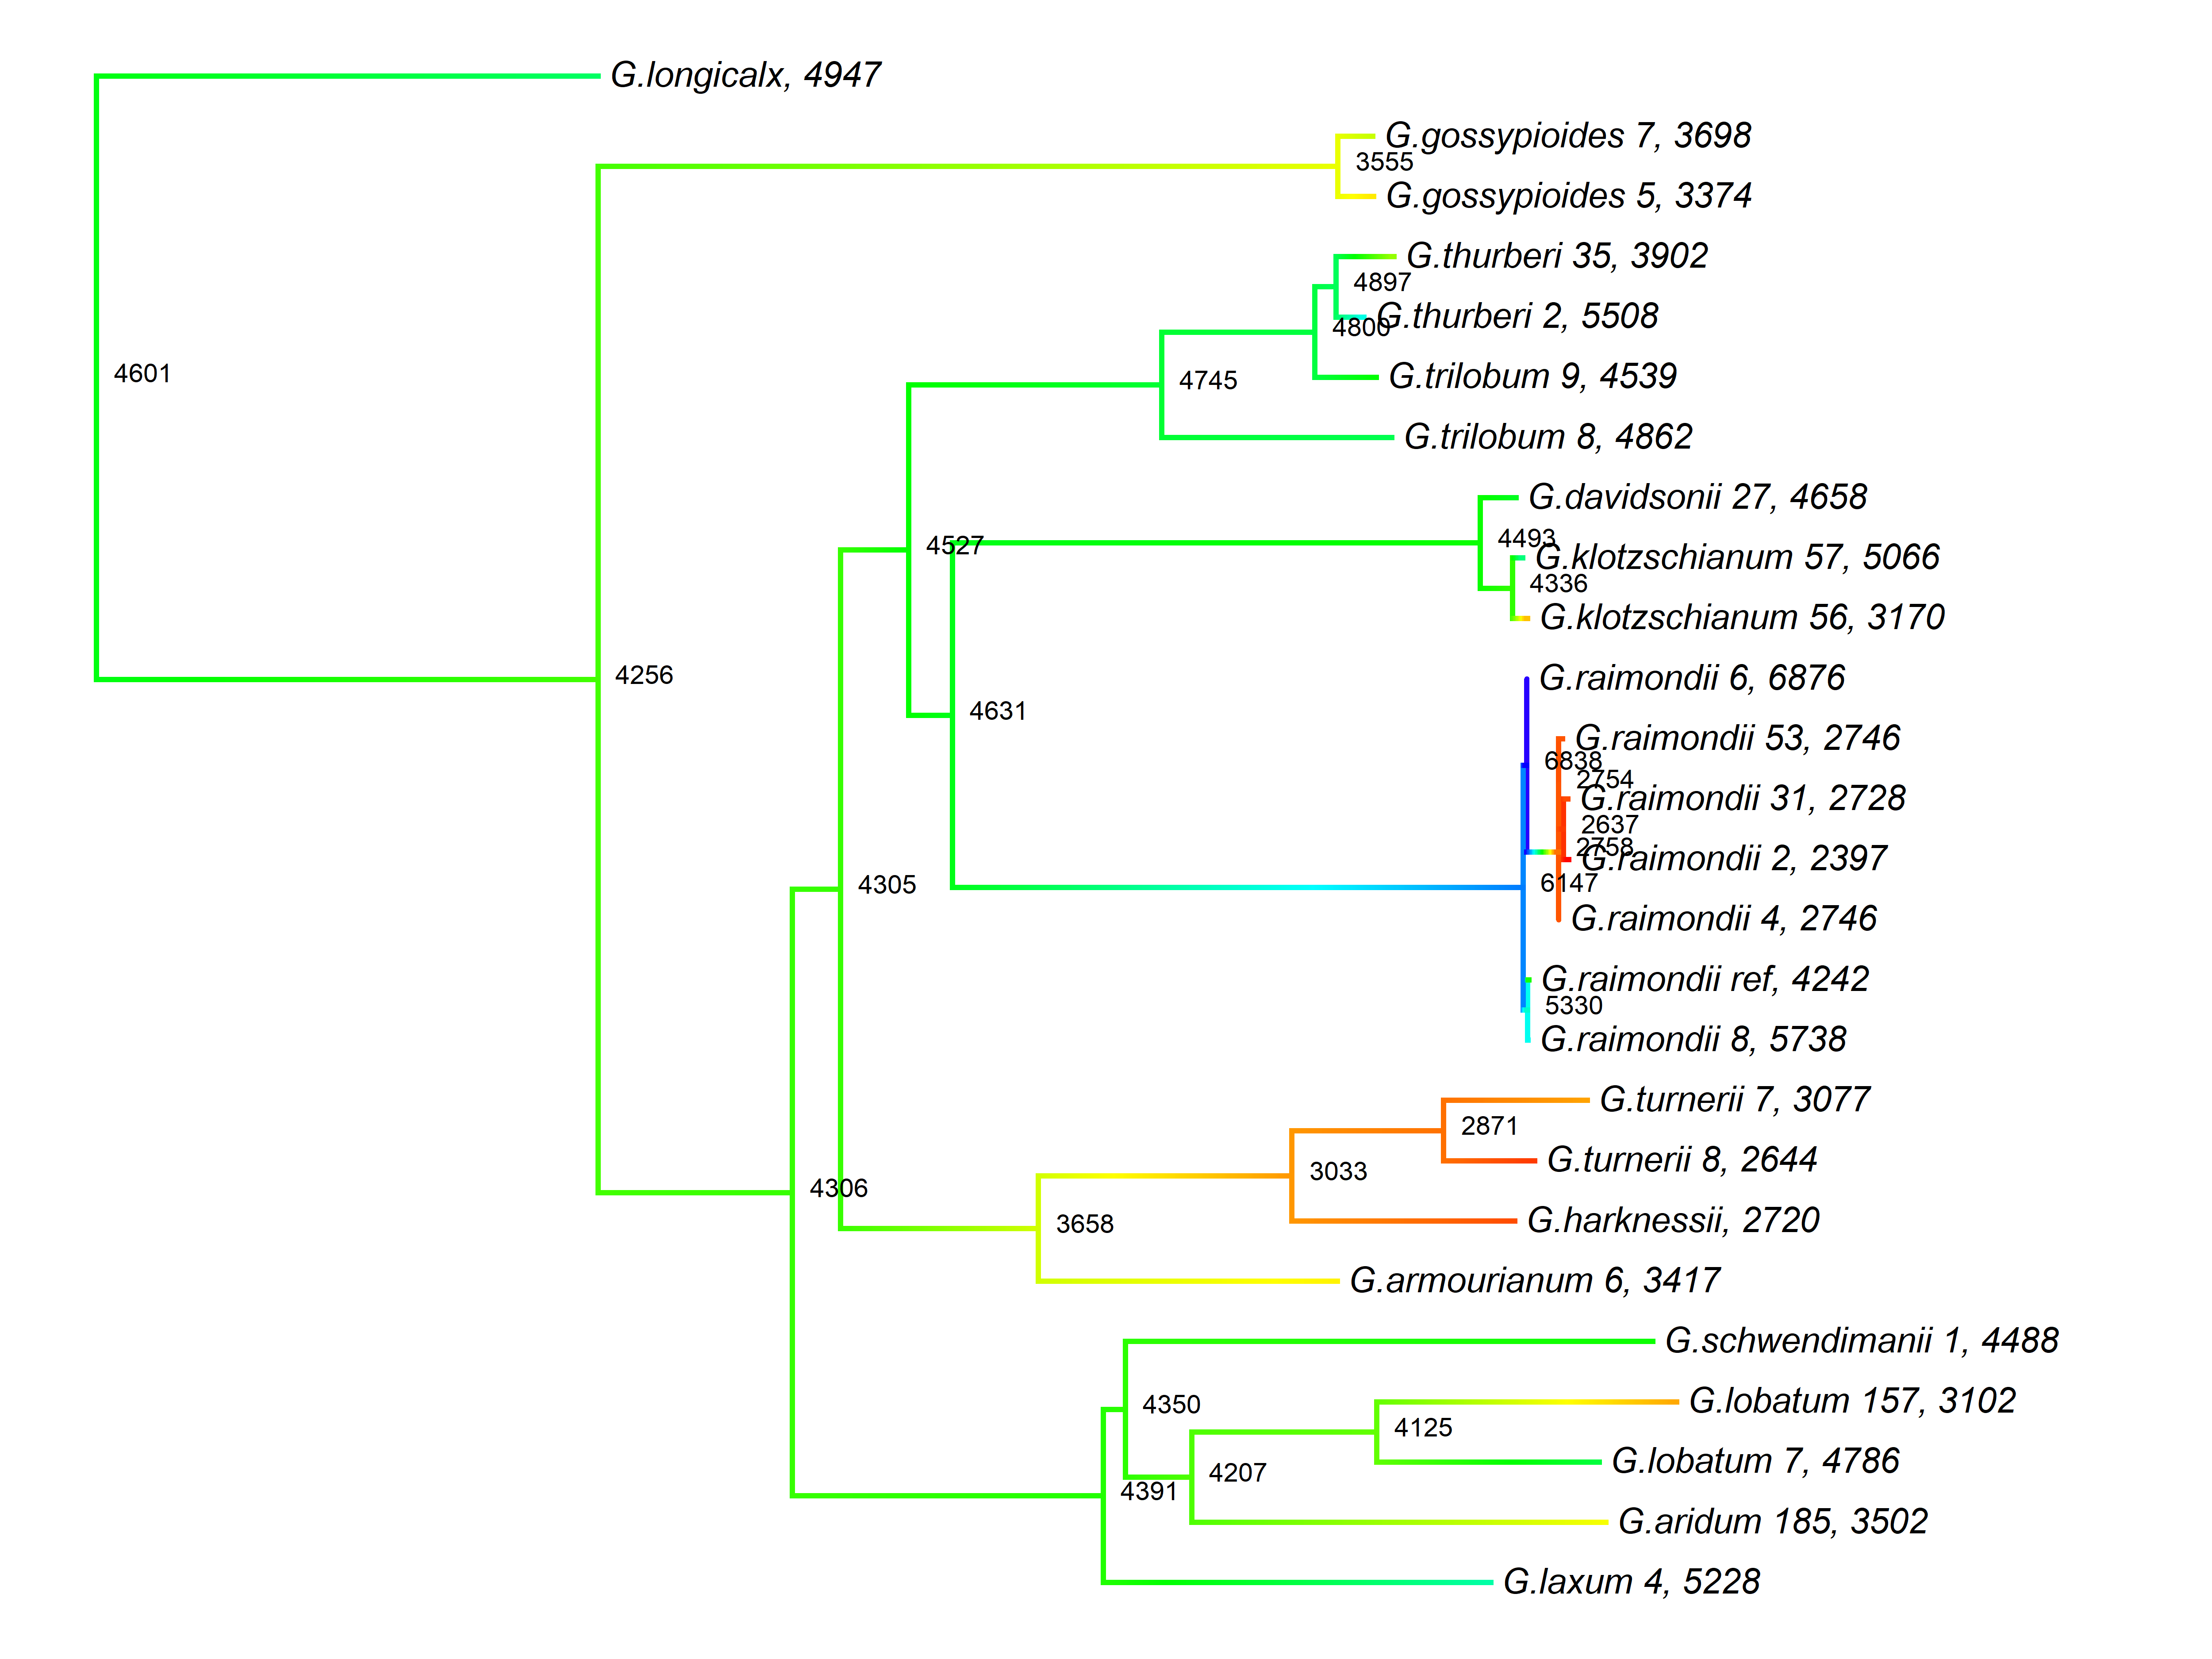 G.longicalx, 4947
G.gossypioides 7, 3698
3555
G.gossypioides 5, 3374
G.thurberi 35, 3902
4897
G.thurberi 2, 5508
4800
4601
G.trilobum 9, 4539
4745
G.trilobum 8, 4862
G.davidsonii 27, 4658
4493
4527
G.klotzschianum 57, 5066
4336
G.klotzschianum 56, 3170
4256
G.raimondii 6, 6876
4631
G.raimondii 53, 2746
6838
2754
G.raimondii 31, 2728
2637
2758
G.raimondii 2, 2397
4305
6147
G.raimondii 4, 2746
G.raimondii ref, 4242
5330
G.raimondii 8, 5738
G.turnerii 7, 3077
2871
G.turnerii 8, 2644
3033
4306
G.harknessii, 2720
3658
G.armourianum 6, 3417
G.schwendimanii 1, 4488
4350
G.lobatum 157, 3102
4125
G.lobatum 7, 4786
4207
4391
G.aridum 185, 3502
G.laxum 4, 5228